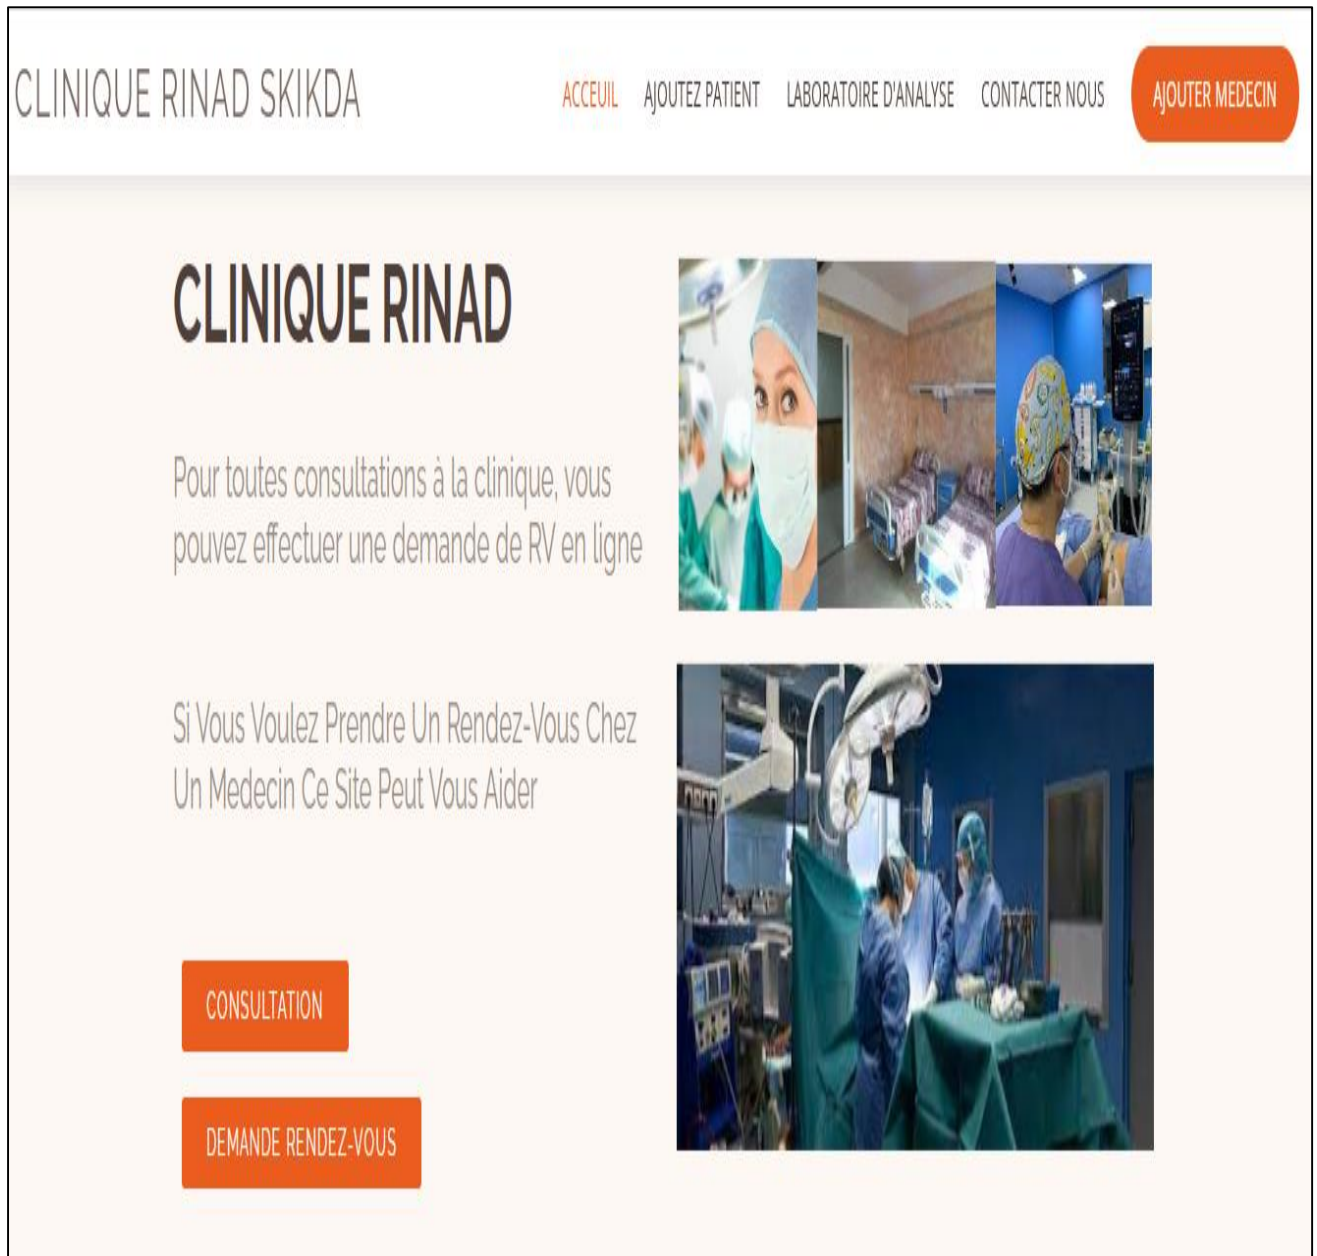 CLINIQUE RINAD SKIKDA
ACCEUIL
AJOUTEZ PATIENT
LABORATOIRE D'ANALYSE
CONTACTER NOUS
AJOUTER MEDECIN
CLINIQUE RINAD
Pour toutes consultations à la clinique, vous
pouvez effectuer une demande de RV en ligne
Si Vous Voulez Prendre Un Rendez-Vous Chez
Un Medecin Ce Site Peut Vous Aider
CONSULTATION
DEMANDE RENDEZ-VOUS